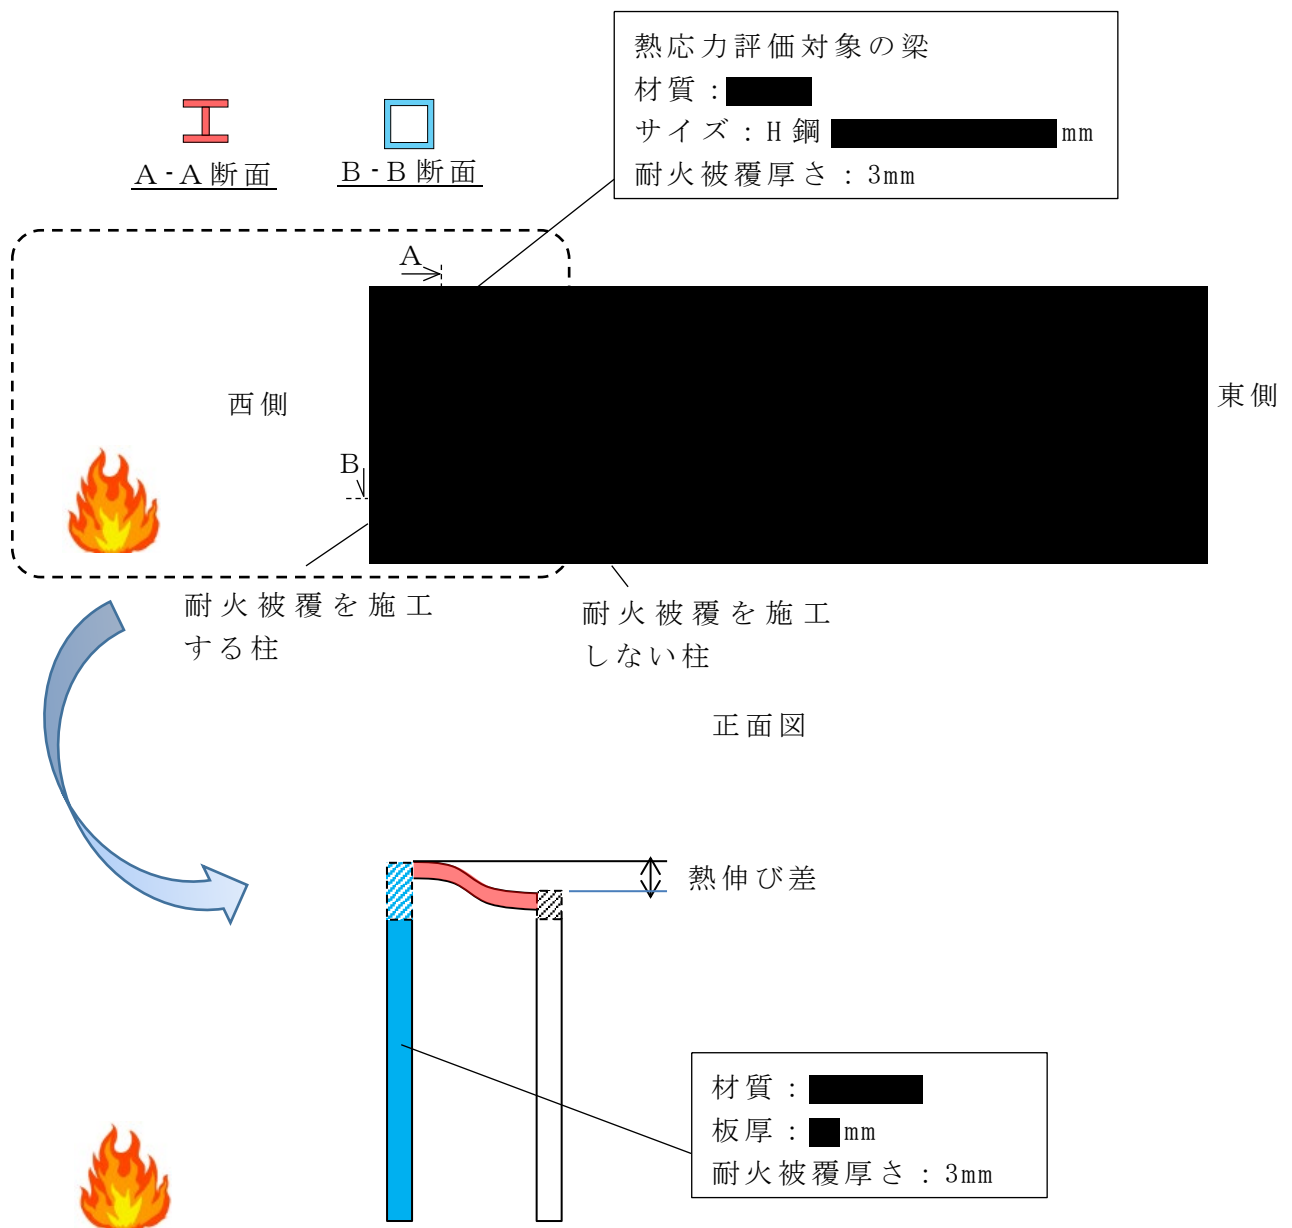 熱応力評価対象の梁
材質：
サイズ：H鋼 mm
耐火被覆厚さ：3mm
A-A断面
B-B断面
A
西側
東側
B
耐火被覆を施工
する柱
耐火被覆を施工
しない柱
正面図
熱伸び差
材質：
板厚： mm
耐火被覆厚さ：3mm